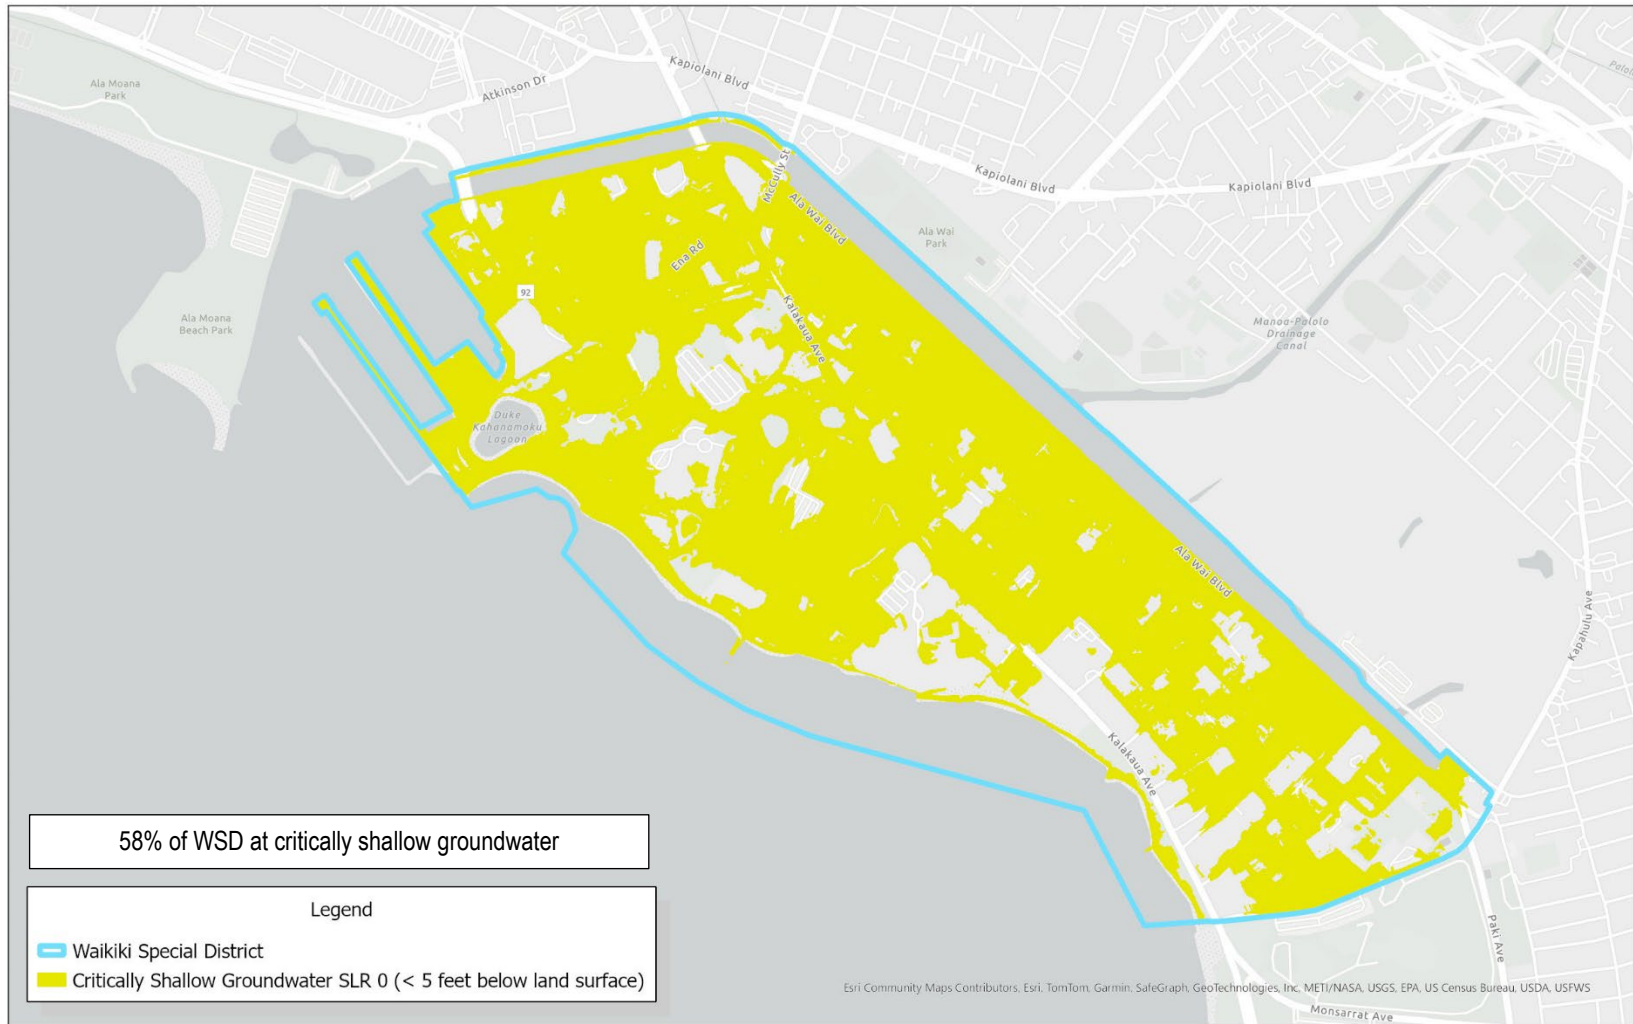 Kapiolani Blvd
Atkinson Dr
Ala Moana
Park
McCully St
Kapiolani Blvd
Kapiolani Blvd
Ala Wai Blvd
Ala Wai
Park
Ena Rd
92
Kalakaua Ave
Ala Moana
Beach Park
Manoa-Palolo
Drainage
Canal
Duke
Kahanamoku
Lagoon
Ala Wai Blvd
Kapahulu Ave
Kalakaua Ave
58% of WSD at critically shallow groundwater
Legend
Waikiki Special District
Critically Shallow Groundwater SLR 0 (< 5 feet below land surface)
Paki Ave
Esri Community Maps Contributors, Esri, TomTom, Garmin, SafeGraph, GeoTechnologies, Inc, METI/NASA, USGS, EPA, US Census Bureau, USDA, USFWS
Monsarrat Ave